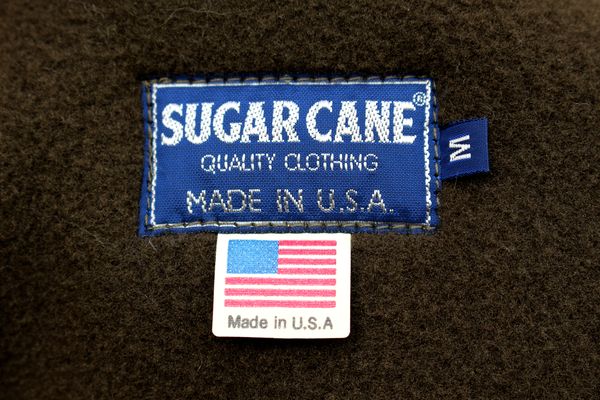 SUGAR CANE®
QUALITY CLOTHING
MADE IN U.S.A.
M
Made in U.S.A